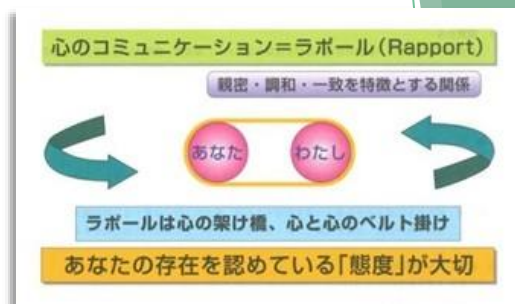 心のコミュニケーション＝ラポール（Rapport）
親密・調和・一致を特徴とする関係
あなた わたし
ラポールは心の架け橋、心と心のベルト掛け
あなたの存在を認めている「態度」が大切